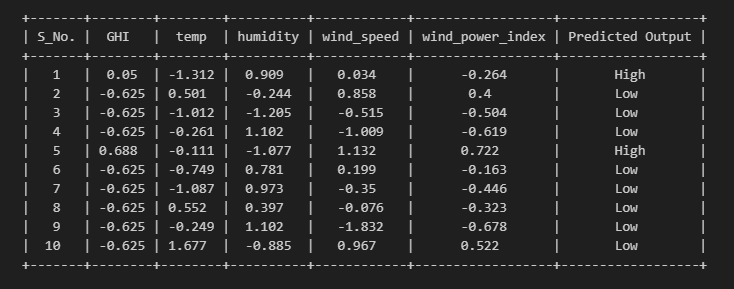 +-------+--------+--------+----------+------------+------------------+------------------+
| S_No. | GHI | temp | humidity | wind_speed | wind_power_index | Predicted Output |
+-------+--------+--------+----------+------------+------------------+------------------+
| 1 | 0.05 | -1.312 | 0.909 | 0.034 | -0.264 | High |
| 2 | -0.625 | 0.501 | -0.244 | 0.858 | 0.4 | Low |
| 3 | -0.625 | -1.012 | -1.205 | -0.515 | -0.504 | Low |
| 4 | -0.625 | -0.261 | 1.102 | -1.009 | -0.619 | Low |
| 5 | 0.688 | -0.111 | -1.077 | 1.132 | 0.722 | High |
| 6 | -0.625 | -0.749 | 0.781 | 0.199 | -0.163 | Low |
| 7 | -0.625 | -1.087 | 0.973 | -0.35 | -0.446 | Low |
| 8 | -0.625 | 0.552 | 0.397 | -0.076 | -0.323 | Low |
| 9 | -0.625 | -0.249 | 1.102 | -1.832 | -0.678 | Low |
| 10 | -0.625 | 1.677 | -0.885 | 0.967 | 0.522 | Low |
+-------+--------+--------+----------+------------+------------------+------------------+